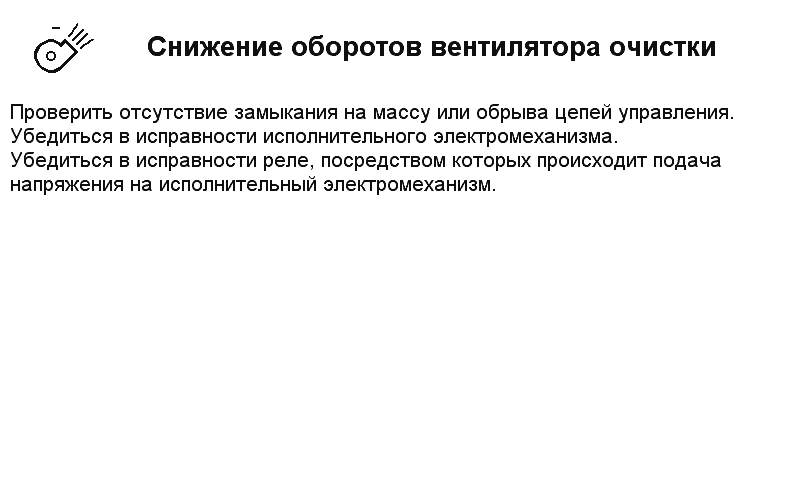 Снижение оборотов вентилятора очистки
Проверить отсутствие замыкания на массу или обрыва цепей управления.
Убедиться в исправности исполнительного электромеханизма.
Убедиться в исправности реле, посредством которых происходит подача
напряжения на исполнительный электромеханизм.